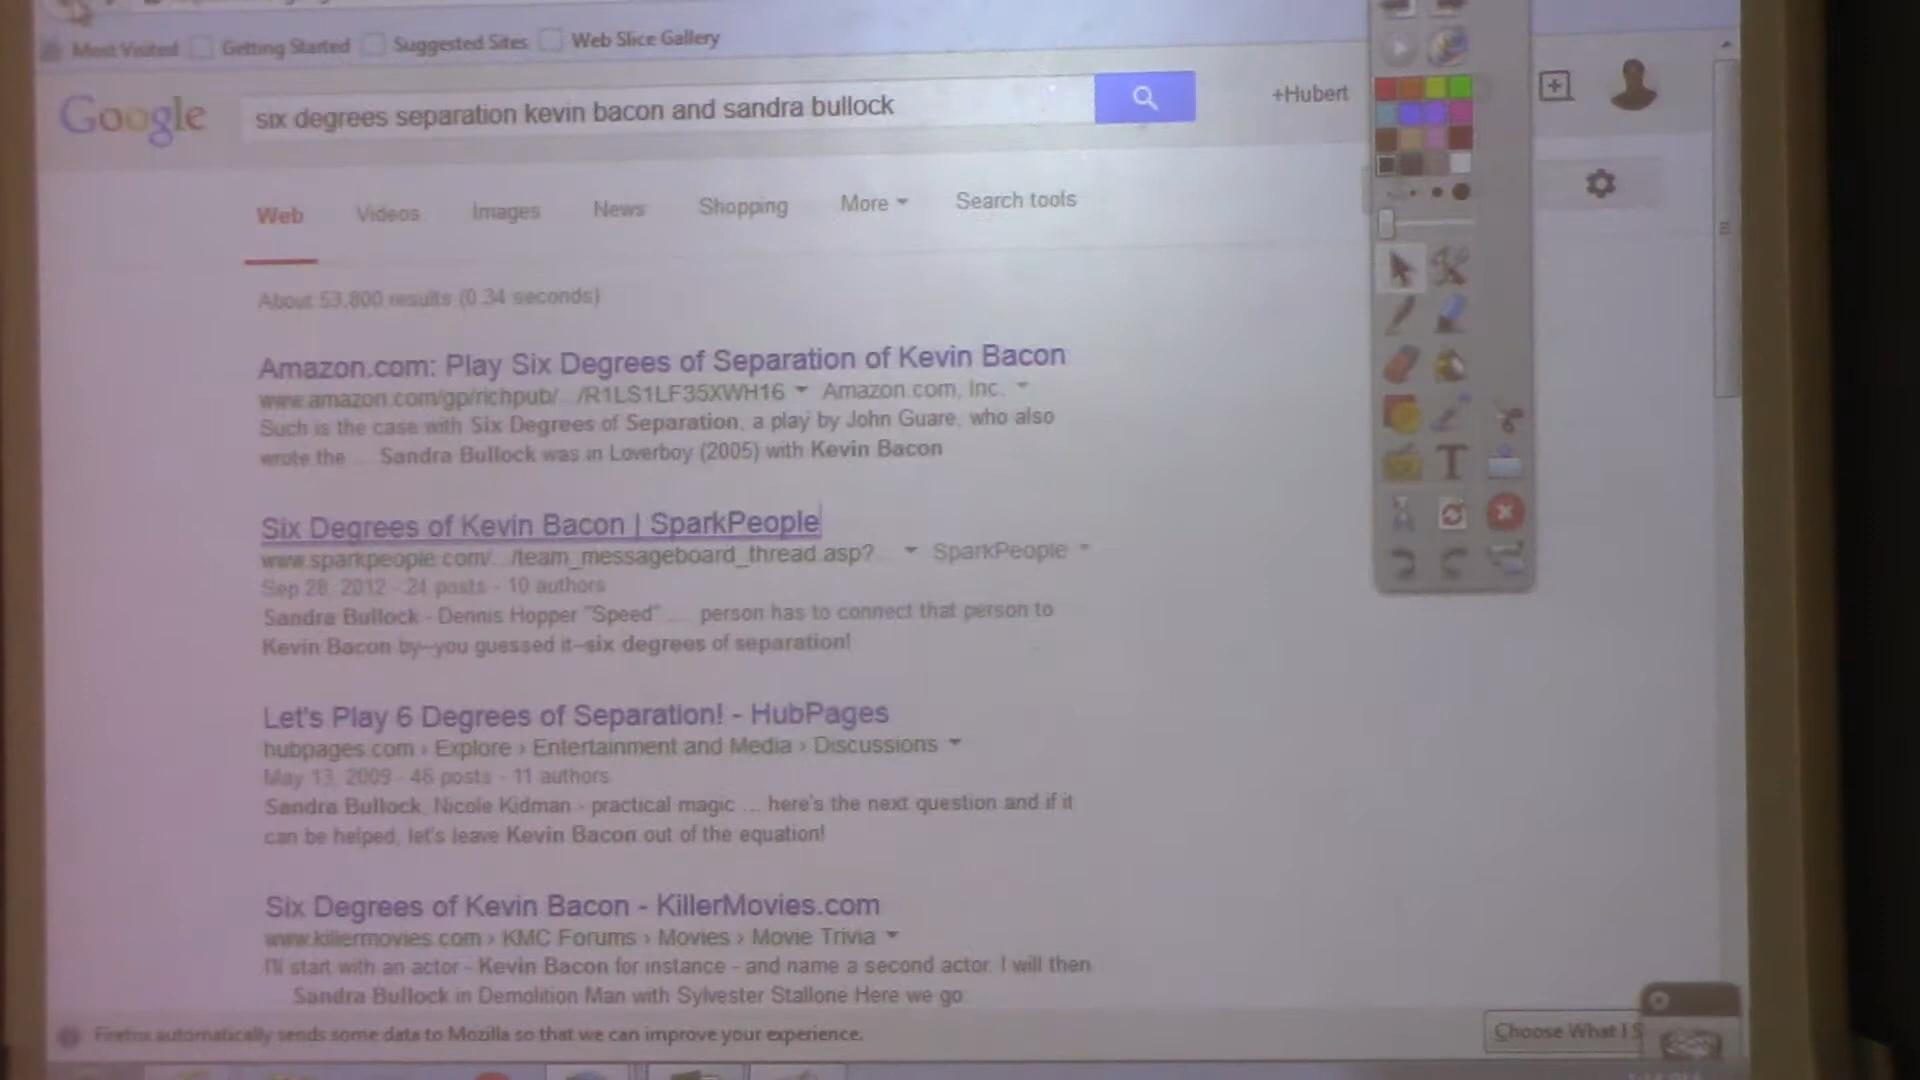 Most Visited Getting Started Suggested Sites Web Slice Gallery
Google six degrees separation kevin bacon and sandra bullock +Hubert
Web Videos Images News Shopping More Search tools
About 53,800 results (0.34 seconds)
Amazon.com: Play Six Degrees of Separation of Kevin Bacon
www.amazon.com/gp/richpub/.../R1LS1LF35XWH16 Amazon.com, Inc.
Such is the case with Six Degrees of Separation, a play by John Guare, who also
wrote the ... Sandra Bullock was in Loverboy (2005) with Kevin Bacon
Six Degrees of Kevin Bacon | SparkPeople
www.sparkpeople.com/.../team_messageboard_thread.asp?... SparkPeople
Sep 28, 2012 - 24 posts - 10 authors
Sandra Bullock - Dennis Hopper "Speed" ... person has to connect that person to
Kevin Bacon by--you guessed it--six degrees of separation!
Let's Play 6 Degrees of Separation! - HubPages
hubpages.com › Explore › Entertainment and Media › Discussions
May 13, 2009 - 46 posts - 11 authors
Sandra Bullock, Nicole Kidman - practical magic ... here's the next question and if it
can be helped, let's leave Kevin Bacon out of the equation!
Six Degrees of Kevin Bacon - KillerMovies.com
www.killermovies.com › KMC Forums › Movies › Movie Trivia
I'll start with an actor - Kevin Bacon for instance - and name a second actor. I will then
Sandra Bullock in Demolition Man with Sylvester Stallone Here we go
Firefox automatically sends some data to Mozilla so that we can improve your experience. Choose What I S